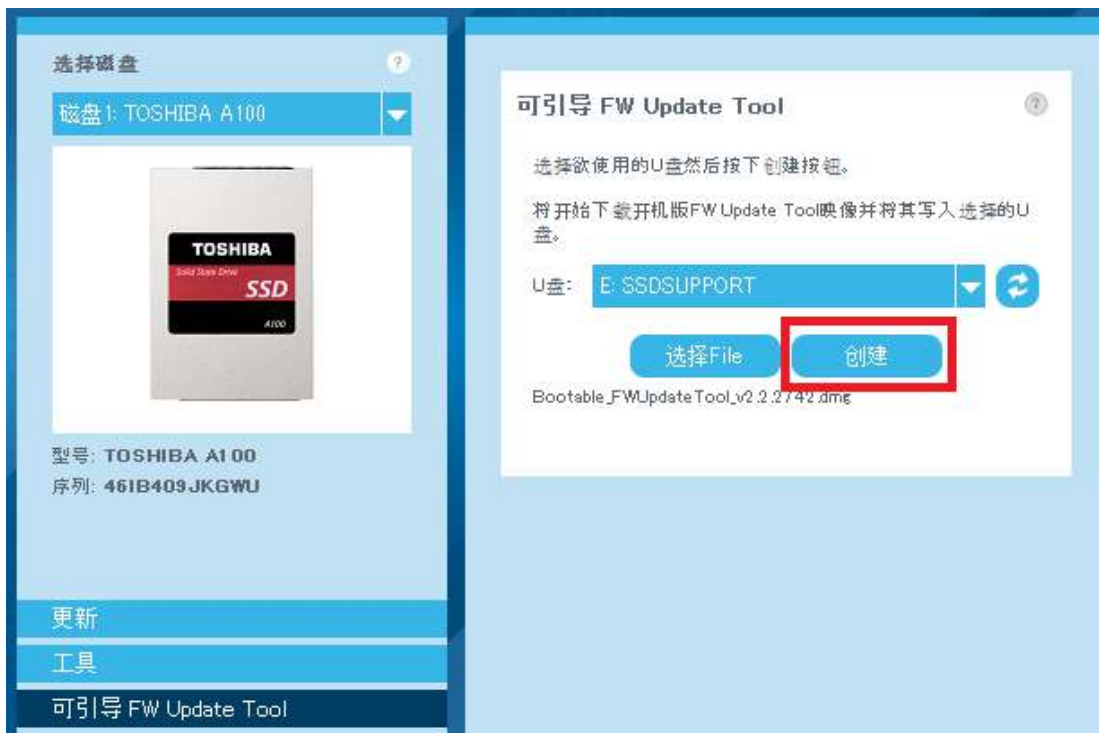 选择磁盘
?
磁盘1: TOSHIBA A100
TOSHIBA
Solid State Drive
SSD
A100
型号: TOSHIBA A100
序列: 46IB409JKGWU
更新
工具
可引导 FW Update Tool
可引导 FW Update Tool
?
选择欲使用的U盘然后按下创建按钮。
将开始下载开机版FW Update Tool映像并将其写入选择的U
盘。
U盘: E: SSDSUPPORT
选择File 创建
Bootable_FWUpdateTool_v2.2.2742.dmg